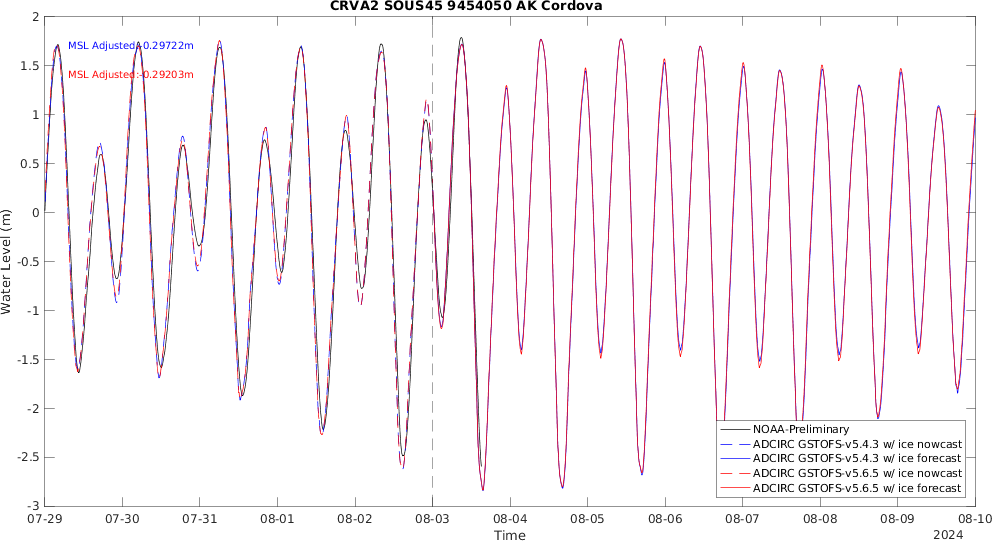 CRVA2 SOUS45 9454050 AK Cordova
MSL Adjusted:-0.29722m
MSL Adjusted:-0.29203m
Water Level (m)
2
1.5
1
0.5
0
-0.5
-1
-1.5
-2
-2.5
-3
NOAA-Preliminary
ADCIRC GSTOFS-v5.4.3 w/ ice nowcast
ADCIRC GSTOFS-v5.4.3 w/ ice forecast
ADCIRC GSTOFS-v5.6.5 w/ ice nowcast
ADCIRC GSTOFS-v5.6.5 w/ ice forecast
07-29 07-30 07-31 08-01 08-02 08-03 08-04 08-05 08-06 08-07 08-08 08-09 08-10
Time
2024